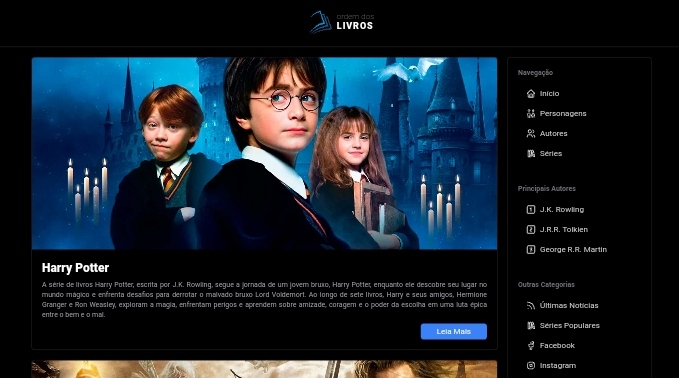 ordem dos
LIVROS
Harry Potter
A série de livros Harry Potter, escrita por J.K. Rowling, segue a jornada de um jovem bruxo, Harry Potter, enquanto ele descobre seu lugar no
mundo mágico e enfrenta desafios para derrotar o malvado bruxo Lord Voldemort. Ao longo de sete livros, Harry e seus amigos, Hermione
Granger e Ron Weasley, exploram a magia, enfrentam perigos e aprendem sobre amizade, coragem e o poder da escolha em uma luta épica
entre o bem e o mal.
Leia Mais
Navegação
Início
Personagens
Autores
Séries
Principais Autores
1 J.K. Rowling
2 J.R.R. Tolkien
3 George R.R. Martin
Outras Categorias
Últimas Notícias
Séries Populares
Facebook
Instagram